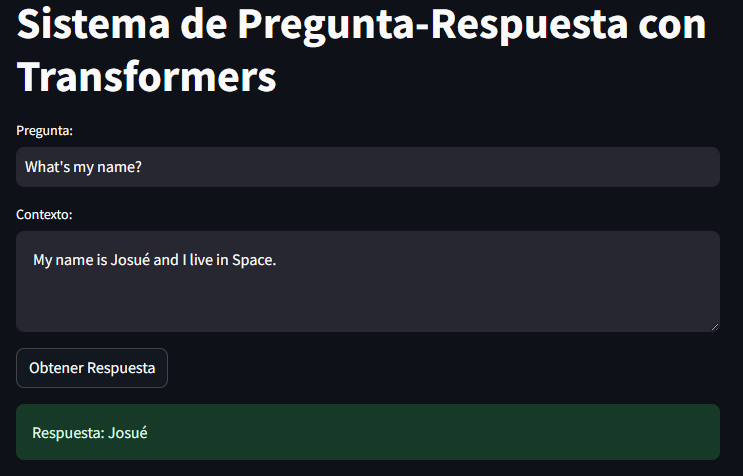 Sistema de Pregunta-Respuesta con
Transformers
Pregunta:
What's my name?
Contexto:
My name is Josué and I live in Space.
Obtener Respuesta
Respuesta: Josué